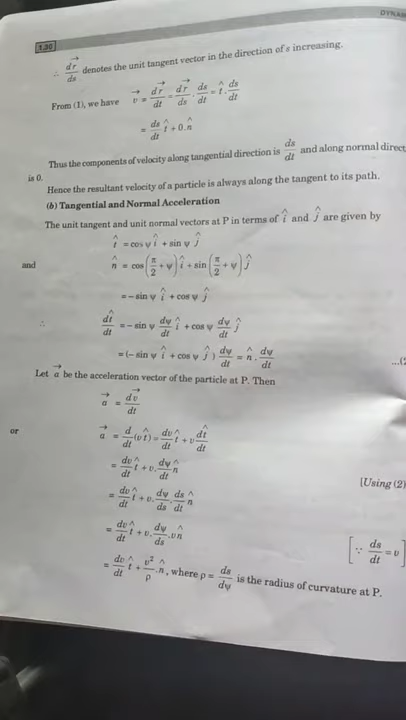 1.30
DYNAM
∴ dr⃗/ds denotes the unit tangent vector in the direction of s increasing.
From (1), we have v⃗ = dr⃗/dt = dr⃗/ds . ds/dt = t̂ . ds/dt
= ds/dt t̂ + 0.n̂
Thus the components of velocity along tangential direction is ds/dt and along normal direct
is 0.
Hence the resultant velocity of a particle is always along the tangent to its path.
(b) Tangential and Normal Acceleration
The unit tangent and unit normal vectors at P in terms of î and ĵ are given by
t̂ = cos ψ î + sin ψ ĵ
and n̂ = cos(π/2 + ψ) î + sin(π/2 + ψ) ĵ
= – sin ψ î + cos ψ ĵ
∴ dt̂/dt = – sin ψ dψ/dt î + cos ψ dψ/dt ĵ
= (– sin ψ î + cos ψ ĵ) dψ/dt = n̂ . dψ/dt ...(2
Let a⃗ be the acceleration vector of the particle at P. Then
a⃗ = dv⃗/dt
or a⃗ = d/dt (v t̂) = dv/dt t̂ + v dt̂/dt
= dv/dt t̂ + v. dψ/dt n̂ [Using (2)
= dv/dt t̂ + v. dψ/ds . ds/dt n̂
= dv/dt t̂ + v. dψ/ds . v n̂ [∵ ds/dt = v]
= dv/dt t̂ + v²/ρ . n̂, where ρ = ds/dψ is the radius of curvature at P.